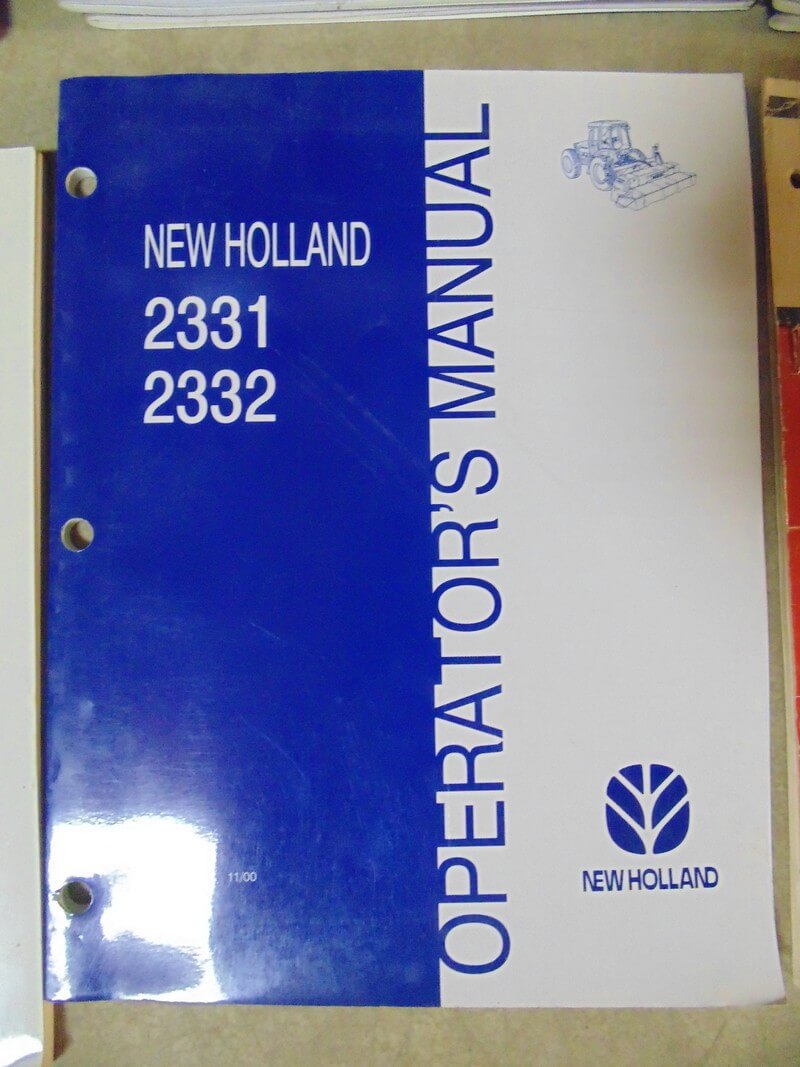 NEW HOLLAND
2331
2332
OPERATOR'S MANUAL
11/00
NEW HOLLAND